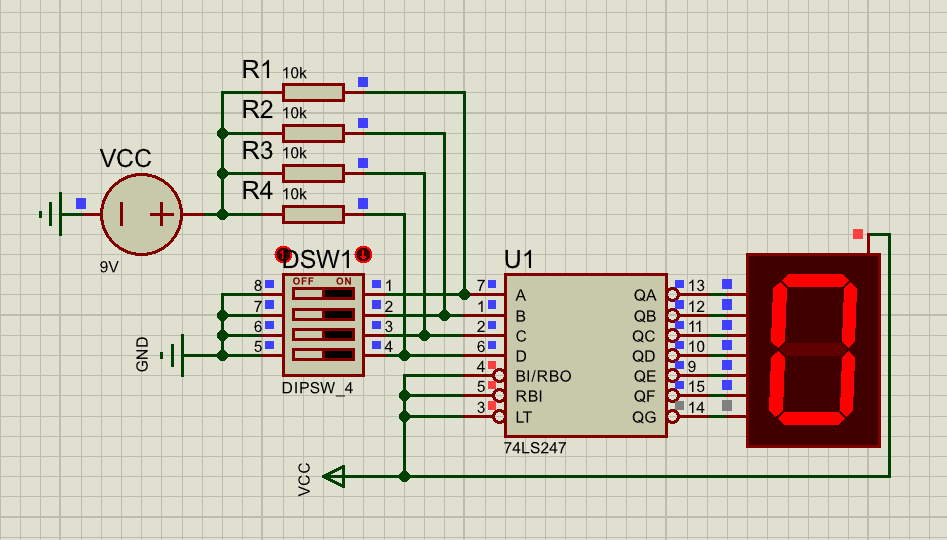 R1 10k
R2 10k
R3 10k
R4 10k
VCC
9V
DSW1
OFF ON
8 1
7 2
6 3
5 4
DIPSW_4
GND
U1
7 A QA 13
1 B QB 12
2 C QC 11
6 D QD 10
4 BI/RBO QE 9
5 RBI QF 15
3 LT QG 14
74LS247
VCC